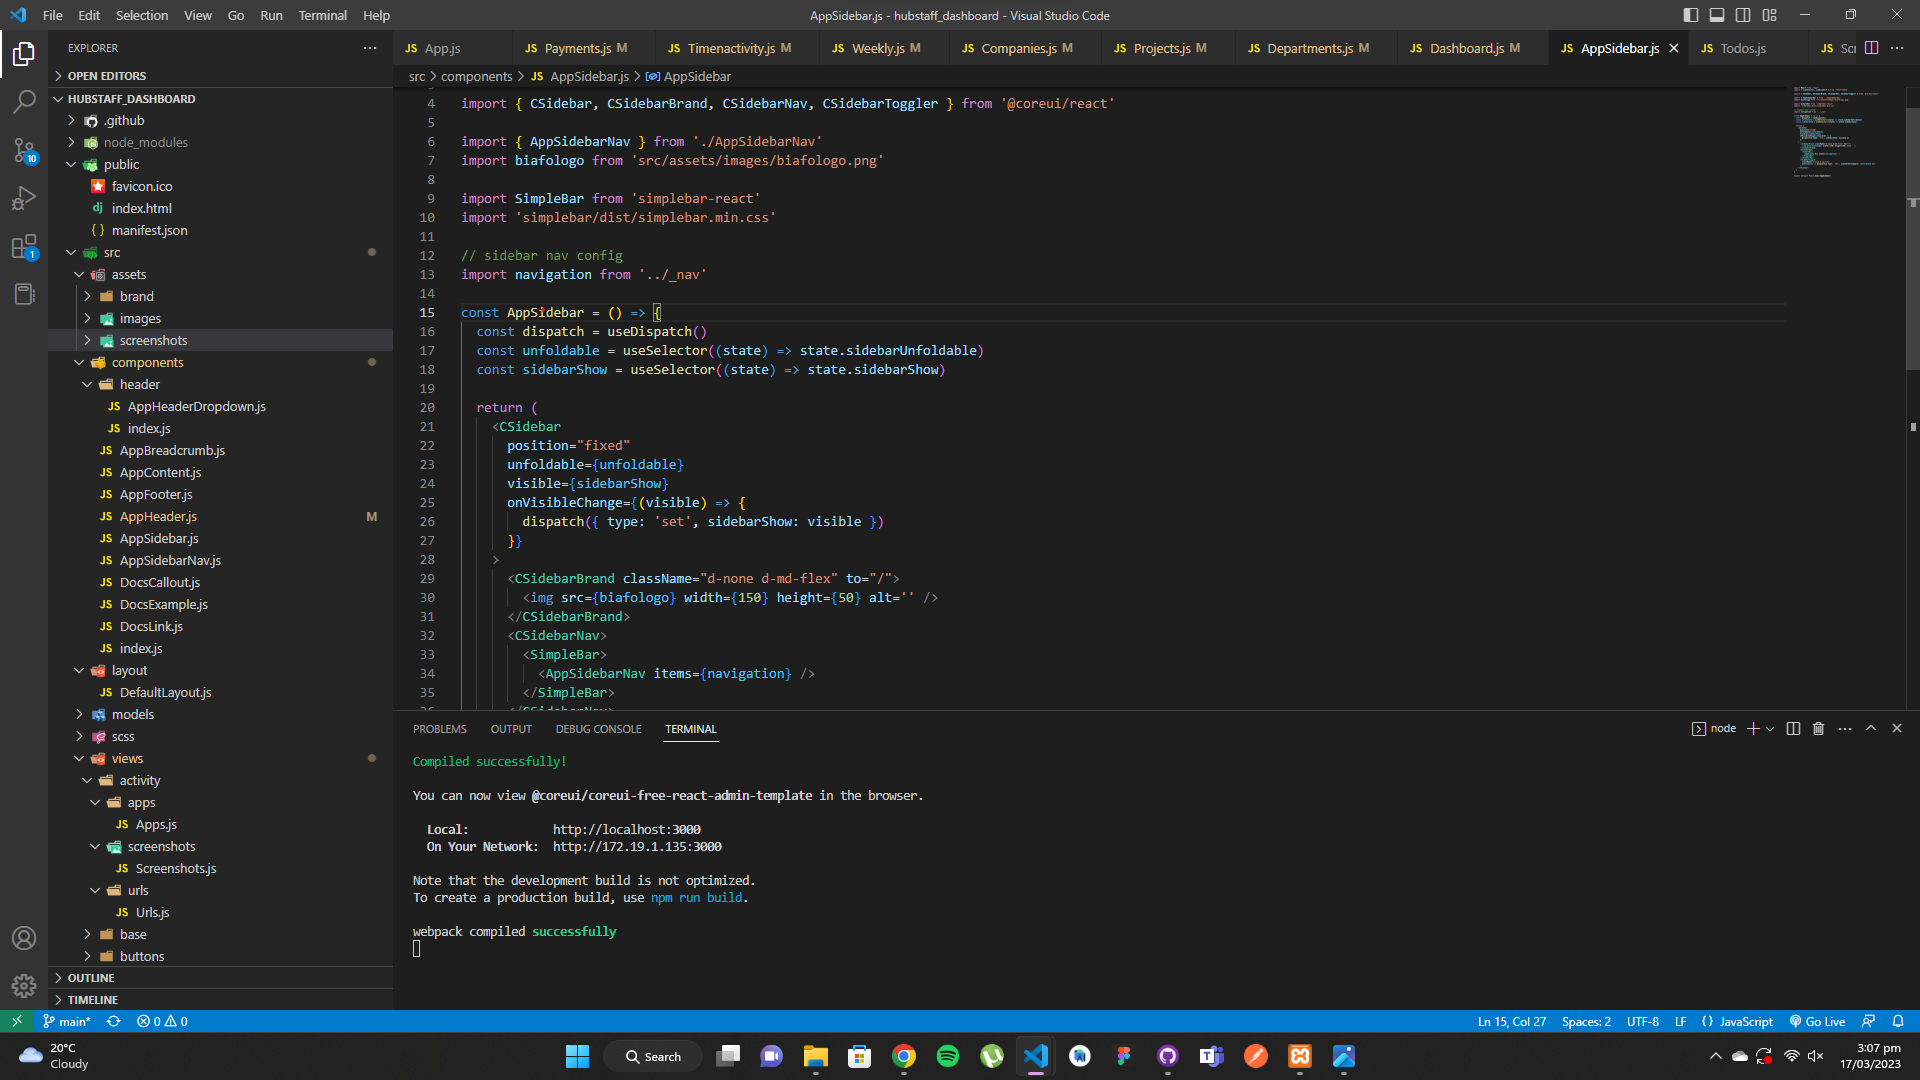 File Edit Selection View Go Run Terminal Help
AppSidebar.js - hubstaff_dashboard - Visual Studio Code
EXPLORER
App.js
Payments.js M
Timenactivity.js M
Weekly.js M
Companies.js M
Projects.js M
Departments.js M
Dashboard.js M
AppSidebar.js
Todos.js
OPEN EDITORS
HUBSTAFF_DASHBOARD
.github
node_modules
public
favicon.ico
index.html
manifest.json
src
assets
brand
images
screenshots
components
header
AppHeaderDropdown.js
index.js
AppBreadcrumb.js
AppContent.js
AppFooter.js
AppHeader.js M
AppSidebar.js
AppSidebarNav.js
DocsCallout.js
DocsExample.js
DocsLink.js
index.js
layout
DefaultLayout.js
models
scss
views
activity
apps
Apps.js
screenshots
Screenshots.js
urls
Urls.js
base
buttons
OUTLINE
TIMELINE
src > components > JS AppSidebar.js > AppSidebar
4 import { CSidebar, CSidebarBrand, CSidebarNav, CSidebarToggler } from '@coreui/react'
5
6 import { AppSidebarNav } from './AppSidebarNav'
7 import biafologo from 'src/assets/images/biafologo.png'
8
9 import SimpleBar from 'simplebar-react'
10 import 'simplebar/dist/simplebar.min.css'
11
12 // sidebar nav config
13 import navigation from '../_nav'
14
15 const AppSidebar = () => {
16 const dispatch = useDispatch()
17 const unfoldable = useSelector((state) => state.sidebarUnfoldable)
18 const sidebarShow = useSelector((state) => state.sidebarShow)
19
20 return (
21 <CSidebar
22 position="fixed"
23 unfoldable={unfoldable}
24 visible={sidebarShow}
25 onVisibleChange={(visible) => {
26 dispatch({ type: 'set', sidebarShow: visible })
27 }}
28 >
29 <CSidebarBrand className="d-none d-md-flex" to="/">
30 <img src={biafologo} width={150} height={50} alt='' />
31 </CSidebarBrand>
32 <CSidebarNav>
33 <SimpleBar>
34 <AppSidebarNav items={navigation} />
35 </SimpleBar>
PROBLEMS OUTPUT DEBUG CONSOLE TERMINAL
node
Compiled successfully!
You can now view @coreui/coreui-free-react-admin-template in the browser.
Local: http://localhost:3000
On Your Network: http://172.19.1.135:3000
Note that the development build is not optimized.
To create a production build, use npm run build.
webpack compiled successfully
main* 0 0
Ln 15, Col 27 Spaces: 2 UTF-8 LF { } JavaScript Go Live
20°C
Cloudy
Search
3:07 pm
17/03/2023